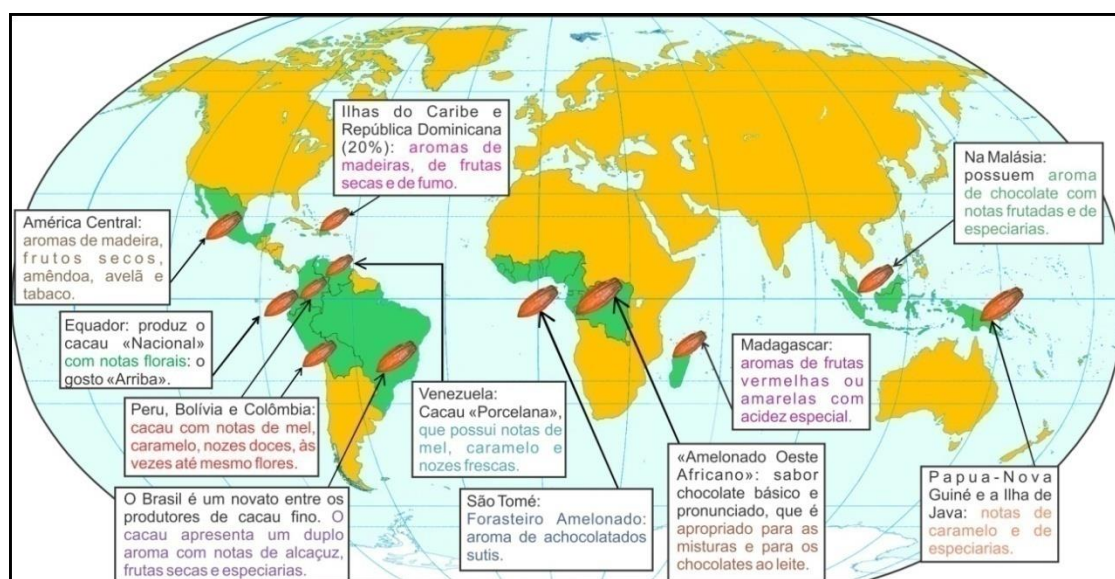 Ilhas do Caribe e
República Dominicana
(20%): aromas de
madeiras, de frutas
secas e de fumo.
Na Malásia:
possuem aroma
de chocolate com
notas frutadas e de
especiarias.
América Central:
aromas de madeira,
frutos secos,
amêndoa, avelã e
tabaco.
Equador: produz o
cacau «Nacional»
com notas florais: o
gosto «Arriba».
Peru, Bolívia e Colômbia:
cacau com notas de mel,
caramelo, nozes doces, às
vezes até mesmo flores.
O Brasil é um novato entre os
produtores de cacau fino. O
cacau apresenta um duplo
aroma com notas de alcaçuz,
frutas secas e especiarias.
Venezuela:
Cacau «Porcelana»,
que possui notas de
mel, caramelo e
nozes frescas.
São Tomé:
Forasteiro Amelonado:
aroma de achocolatados
sutis.
«Amelonado Oeste
Africano»: sabor
chocolate básico e
pronunciado, que é
apropriado para as
misturas e para os
chocolates ao leite.
Madagascar:
aromas de frutas
vermelhas ou
amarelas com
acidez especial.
Papua-Nova
Guiné e a Ilha de
Java: notas de
caramelo e de
especiarias.